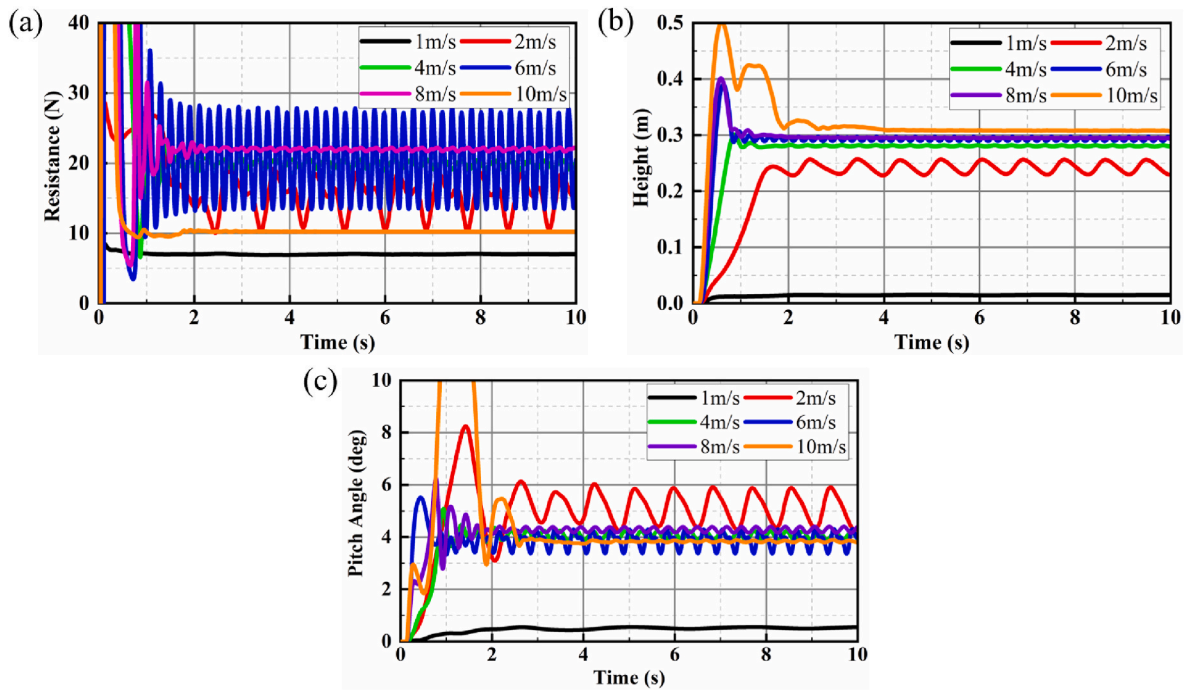 (a)
40
30
20
10
0
Resistance (N)
1m/s 2m/s
4m/s 6m/s
8m/s 10m/s
0 2 4 6 8 10
Time (s)
(b)
0.5
0.4
0.3
0.2
0.1
0.0
Height (m)
1m/s 2m/s
4m/s 6m/s
8m/s 10m/s
0 2 4 6 8 10
Time (s)
(c)
10
8
6
4
2
0
Pitch Angle (deg)
1m/s 2m/s
4m/s 6m/s
8m/s 10m/s
0 2 4 6 8 10
Time (s)